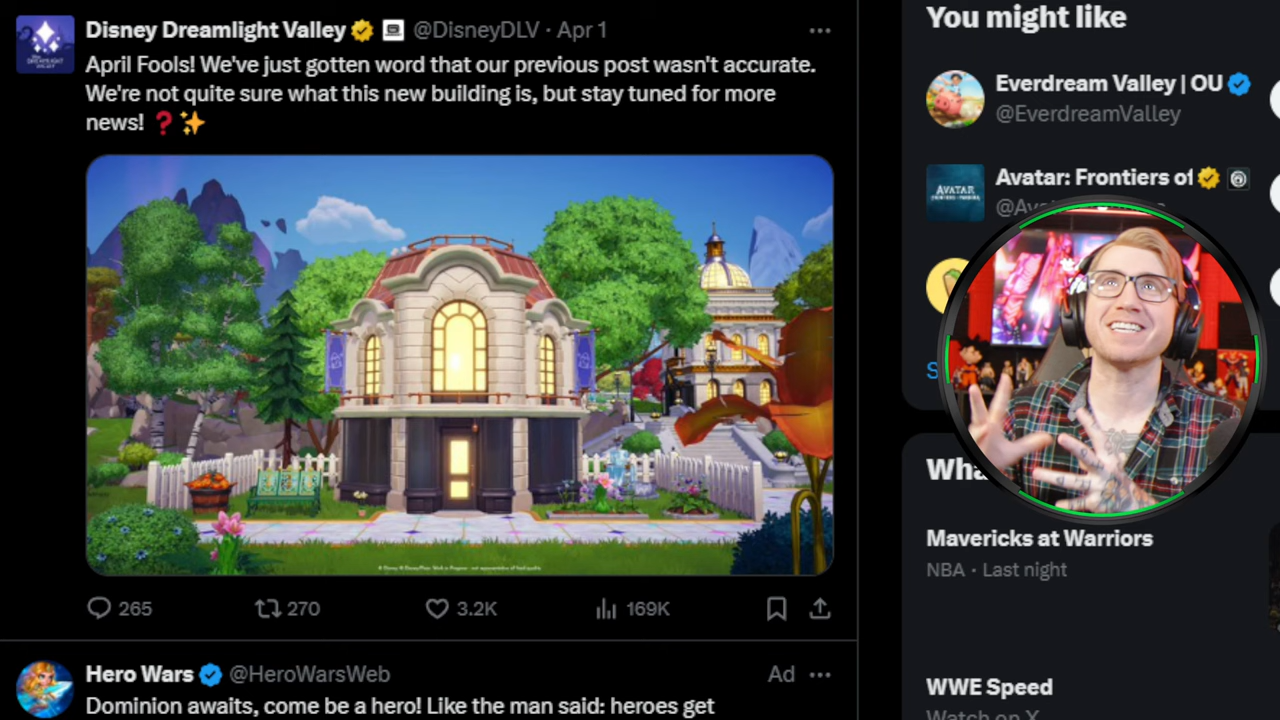 Disney Dreamlight Valley @DisneyDLV · Apr 1
April Fools! We've just gotten word that our previous post wasn't accurate.
We're not quite sure what this new building is, but stay tuned for more
news! ❓✨
265 270 3.2K 169K
Hero Wars @HeroWarsWeb Ad
Dominion awaits, come be a hero! Like the man said: heroes get
You might like
Everdream Valley | OU
@EverdreamValley
Avatar: Frontiers of
AVATAR
Mavericks at Warriors
NBA · Last night
WWE Speed
Watch on X